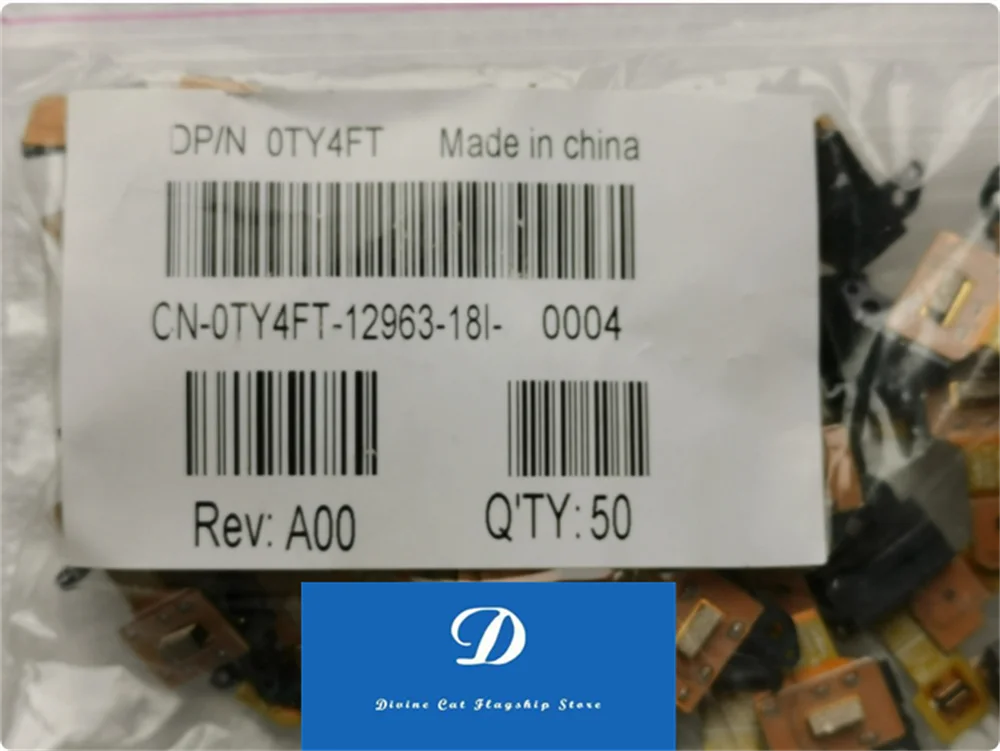 DP/N 0TY4FT Made in china
CN-0TY4FT-12963-18I- 0004
Rev: A00 Q'TY: 50
D
Divine Cat Flagship Store